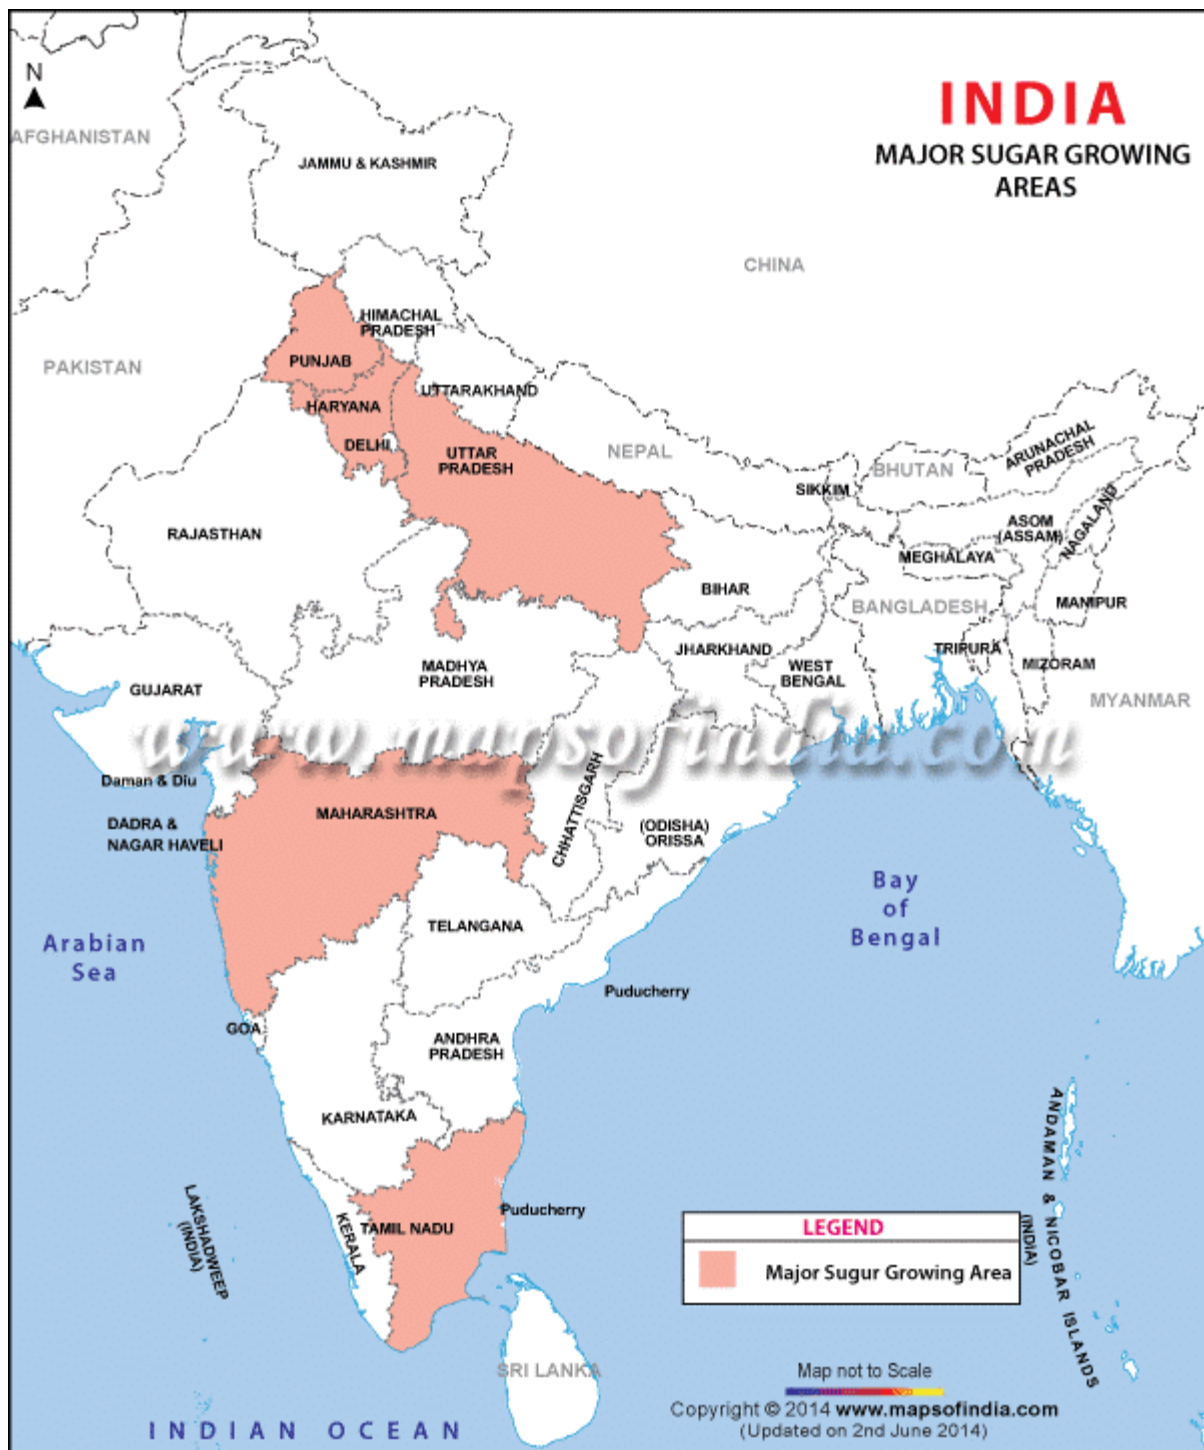 INDIA
MAJOR SUGAR GROWING
AREAS
N
AFGHANISTAN
JAMMU & KASHMIR
CHINA
HIMACHAL
PRADESH
PAKISTAN
PUNJAB
UTTARAKHAND
HARYANA
DELHI
UTTAR
PRADESH
NEPAL
BHUTAN
ARUNACHAL
PRADESH
SIKKIM
RAJASTHAN
ASOM
(ASSAM)
NAGALAND
MEGHALAYA
BIHAR
BANGLADESH
MANIPUR
JHARKHAND
TRIPURA
MADHYA
PRADESH
WEST
BENGAL
MIZORAM
GUJARAT
MYANMAR
www.mapsofindia.com
Daman & Diu
MAHARASHTRA
CHHATTISGARH
DADRA &
NAGAR HAVELI
(ODISHA)
ORISSA
Bay
of
Bengal
TELANGANA
Arabian
Sea
Puducherry
GOA
ANDHRA
PRADESH
KARNATAKA
ANDAMAN & NICOBAR ISLANDS
(INDIA)
LAKSHADWEEP
(INDIA)
Puducherry
KERALA
TAMIL NADU
LEGEND
Major Sugur Growing Area
SRI LANKA
Map not to Scale
Copyright © 2014 www.mapsofindia.com
(Updated on 2nd June 2014)
INDIAN OCEAN